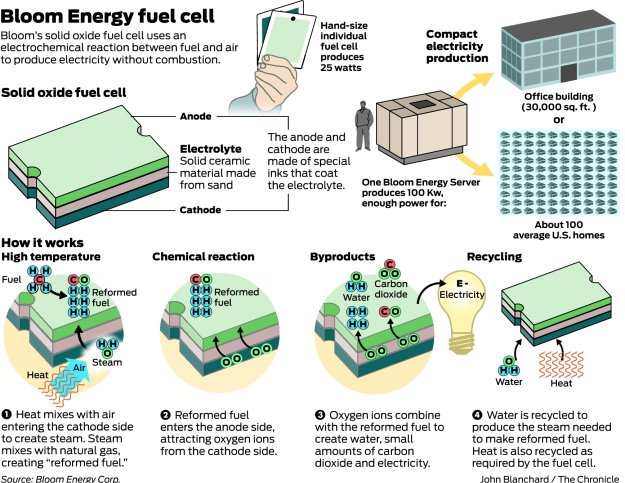 Bloom Energy fuel cell
Bloom's solid oxide fuel cell uses an
electrochemical reaction between fuel and air
to produce electricity without combustion.
Hand-size
individual
fuel cell
produces
25 watts
Compact
electricity
production
Office building
(30,000 sq. ft.)
or
One Bloom Energy Server
produces 100 Kw,
enough power for:
About 100
average U.S. homes
Solid oxide fuel cell
Anode
Electrolyte
Solid ceramic
material made
from sand
Cathode
The anode and
cathode are
made of special
inks that coat
the electrolyte.
How it works
High temperature
Fuel
H H
C
H H
C O
H H
H H
H H
Reformed
fuel
H H
O
Steam
Air
Heat
❶ Heat mixes with air
entering the cathode side
to create steam. Steam
mixes with natural gas,
creating "reformed fuel."
Chemical reaction
C O
H H
H H
H H
Reformed
fuel
O O
O O
❷ Reformed fuel
enters the anode side,
attracting oxygen ions
from the cathode side.
Byproducts
O
H H
Water
C
O O
Carbon
dioxide
H H
H H
C O
O O
O O
E -
Electricity
❸ Oxygen ions combine
with the reformed fuel to
create water, small
amounts of carbon
dioxide and electricity.
Recycling
O
H H
Water
Heat
❹ Water is recycled to
produce the steam needed
to make reformed fuel.
Heat is also recycled as
required by the fuel cell.
Source: Bloom Energy Corp.
John Blanchard / The Chronicle